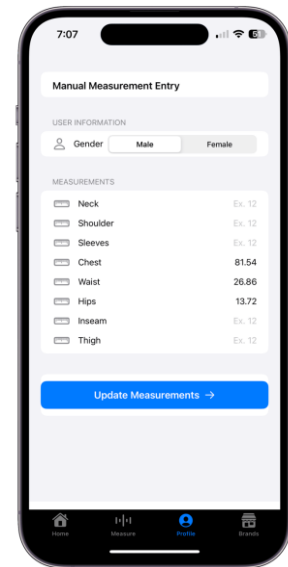 7:07
Manual Measurement Entry
USER INFORMATION
Gender Male Female
MEASUREMENTS
Neck Ex. 12
Shoulder Ex. 12
Sleeves Ex. 12
Chest 81.54
Waist 26.86
Hips 13.72
Inseam Ex. 12
Thigh Ex. 12
Update Measurements →
Home Measure Profile Brands